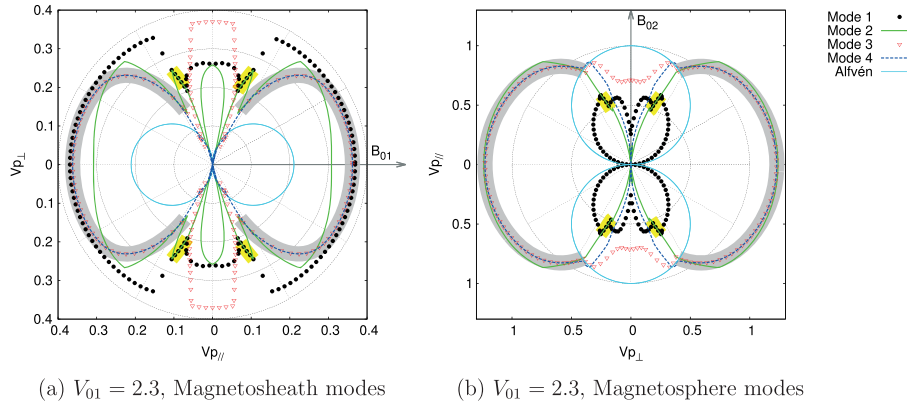 0.4
0.3
0.2
0.1
0
0.1
0.2
0.3
0.4
Vp⊥
0.4 0.3 0.2 0.1 0 0.1 0.2 0.3 0.4
Vp//
B01
1
0.5
0
0.5
1
Vp//
1 0.5 0 0.5 1
Vp⊥
B02
Mode 1
Mode 2
Mode 3
Mode 4
Alfvén
(a) V01 = 2.3, Magnetosheath modes
(b) V01 = 2.3, Magnetosphere modes